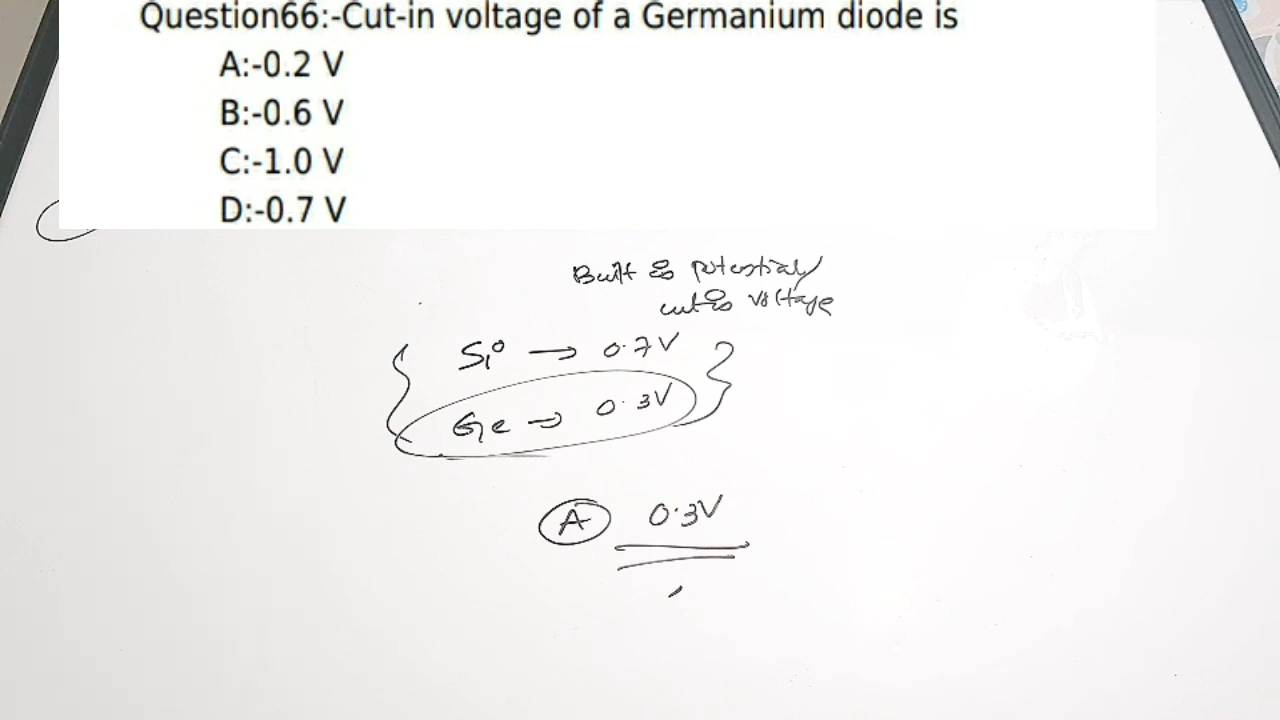 Question66:-Cut-in voltage of a Germanium diode is
A:-0.2 V
B:-0.6 V
C:-1.0 V
D:-0.7 V
Built in potential/
cut in voltage
Si → 0.7V
Ge → 0.3V
A 0.3V